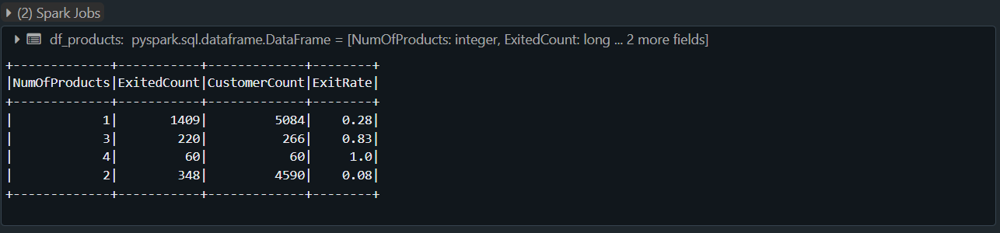 (2) Spark Jobs
df_products: pyspark.sql.dataframe.DataFrame = [NumOfProducts: integer, ExitedCount: long ... 2 more fields]
+-------------+-----------+-------------+--------+
|NumOfProducts|ExitedCount|CustomerCount|ExitRate|
+-------------+-----------+-------------+--------+
|            1|       1409|         5084|    0.28|
|            3|        220|          266|    0.83|
|            4|         60|           60|     1.0|
|            2|        348|         4590|    0.08|
+-------------+-----------+-------------+--------+